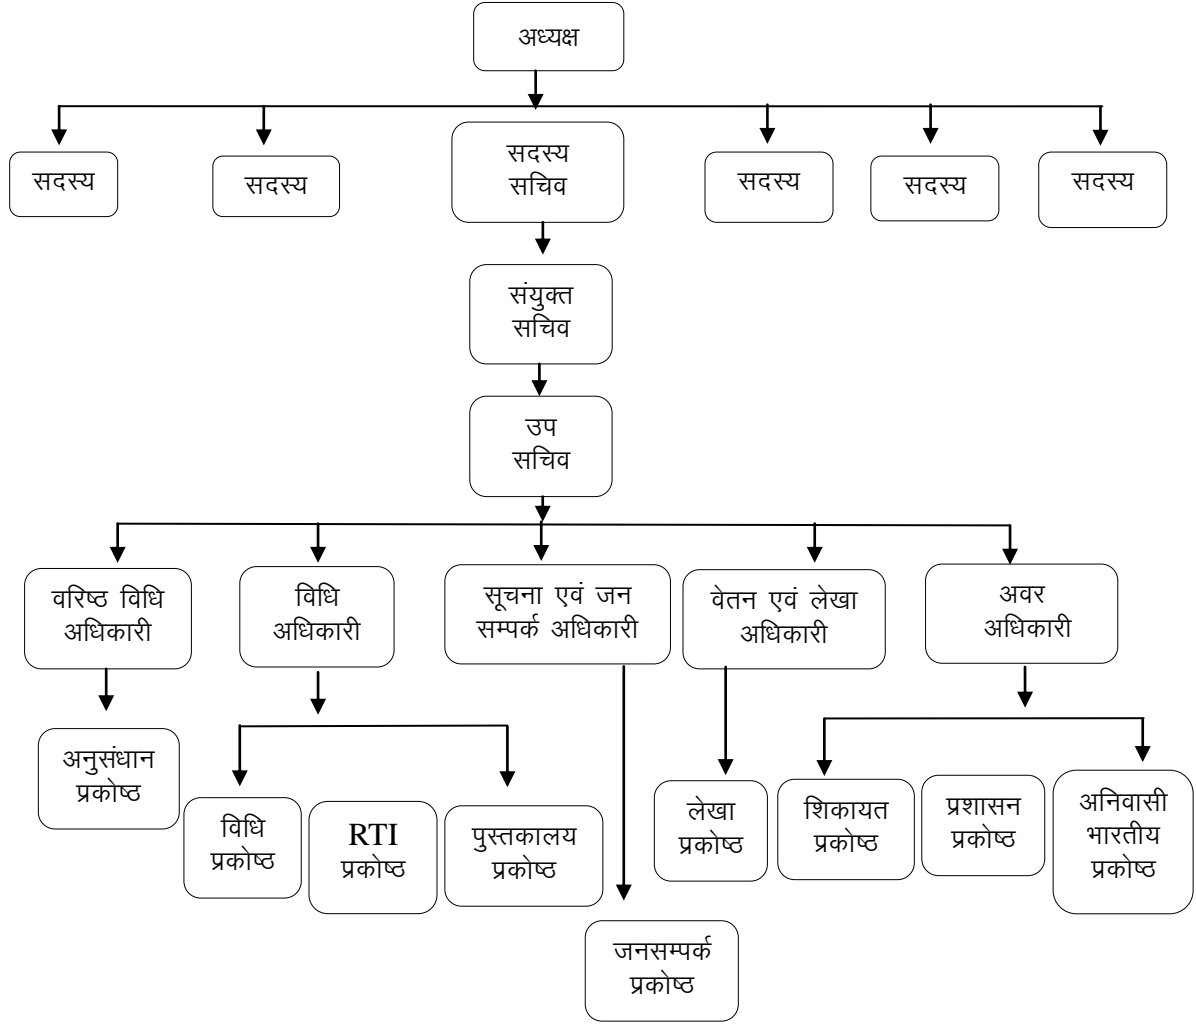 अध्यक्ष
सदस्य
सदस्य
सदस्य
सचिव
सदस्य
सदस्य
सदस्य
संयुक्त
सचिव
उप
सचिव
वरिष्ठ विधि
अधिकारी
विधि
अधिकारी
सूचना एवं जन
सम्पर्क अधिकारी
वेतन एवं लेखा
अधिकारी
अवर
अधिकारी
अनुसंधान
प्रकोष्ठ
विधि
प्रकोष्ठ
RTI
प्रकोष्ठ
पुस्तकालय
प्रकोष्ठ
लेखा
प्रकोष्ठ
शिकायत
प्रकोष्ठ
प्रशासन
प्रकोष्ठ
अनिवासी
भारतीय
प्रकोष्ठ
जनसम्पर्क
प्रकोष्ठ